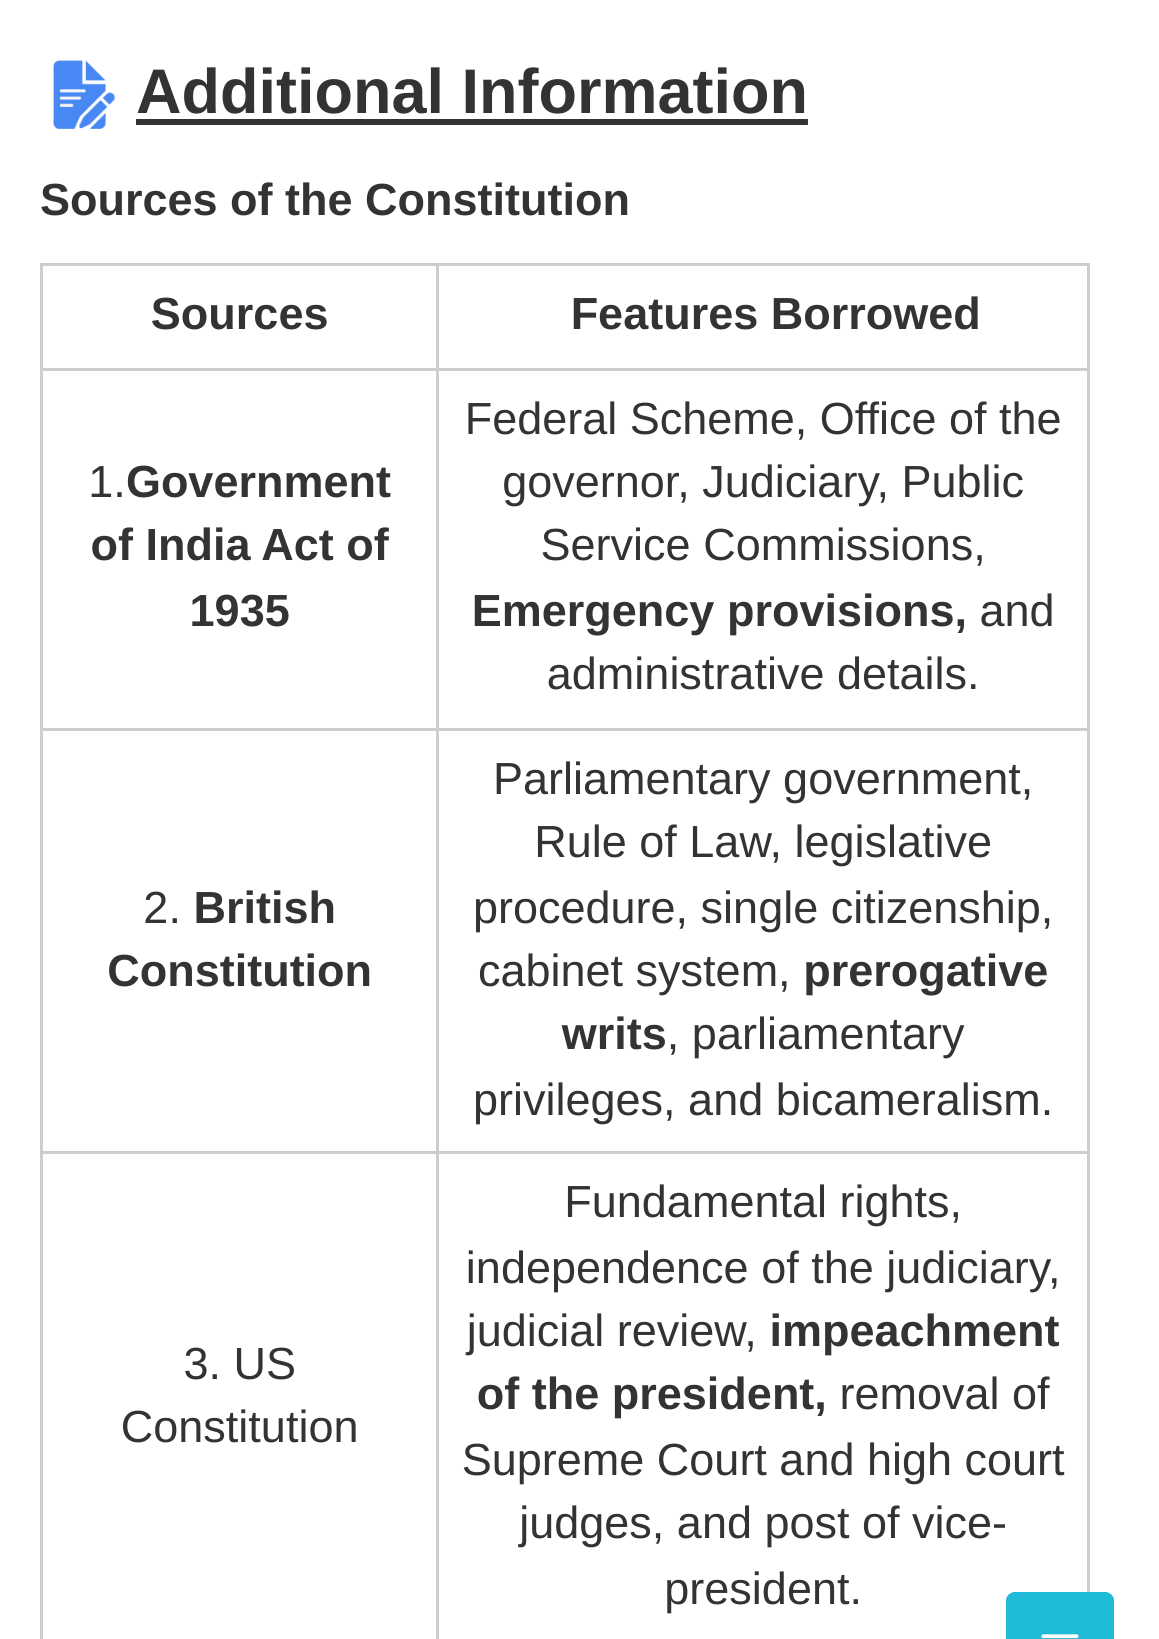 Additional Information
Sources of the Constitution
Sources
Features Borrowed
1.Government
of India Act of
1935
Federal Scheme, Office of the
governor, Judiciary, Public
Service Commissions,
Emergency provisions, and
administrative details.
2. British
Constitution
Parliamentary government,
Rule of Law, legislative
procedure, single citizenship,
cabinet system, prerogative
writs, parliamentary
privileges, and bicameralism.
3. US
Constitution
Fundamental rights,
independence of the judiciary,
judicial review, impeachment
of the president, removal of
Supreme Court and high court
judges, and post of vice-
president.